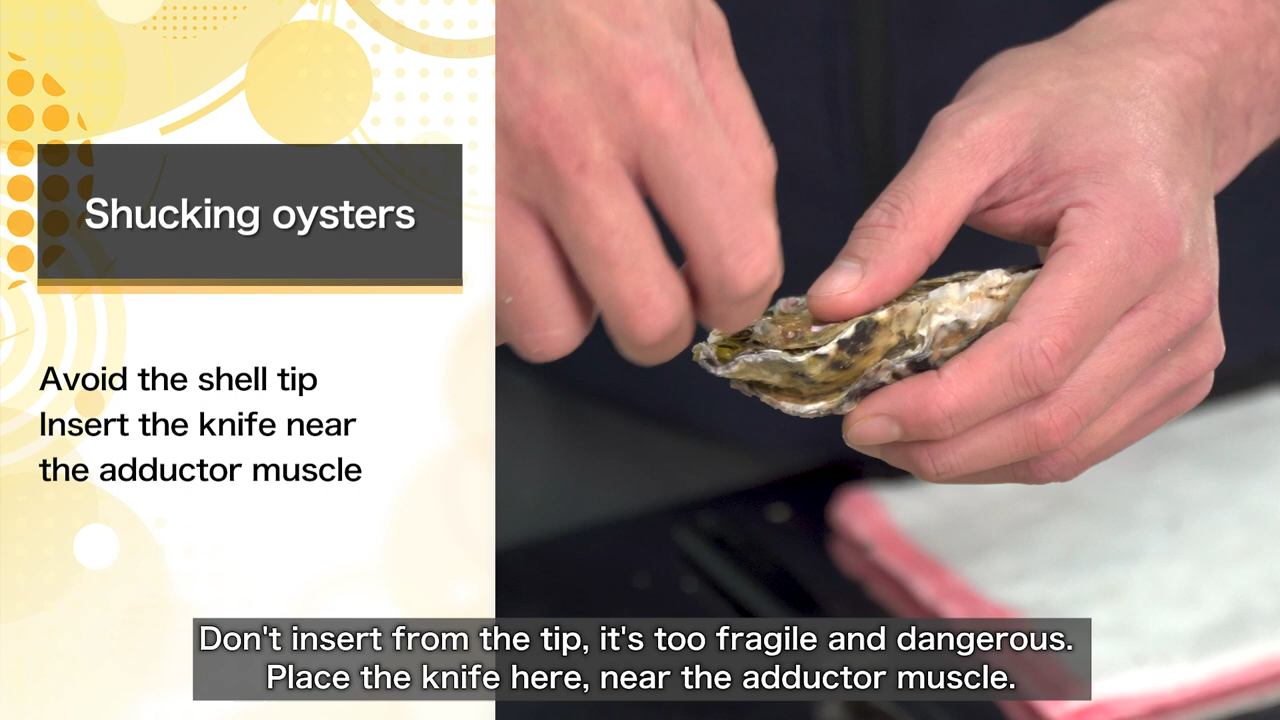 Shucking oysters
Avoid the shell tip
Insert the knife near
the adductor muscle
Don't insert from the tip, it's too fragile and dangerous.
Place the knife here, near the adductor muscle.